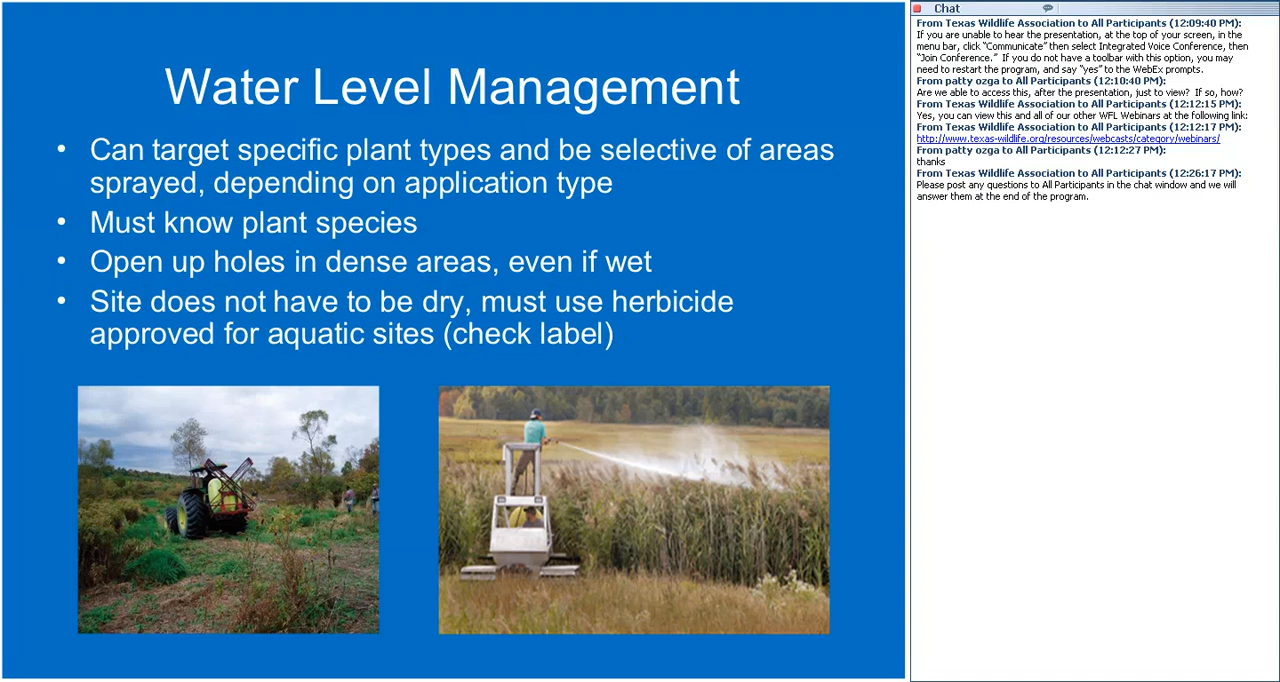 Water Level Management
• Can target specific plant types and be selective of areas
sprayed, depending on application type
• Must know plant species
• Open up holes in dense areas, even if wet
• Site does not have to be dry, must use herbicide
approved for aquatic sites (check label)
Chat
From Texas Wildlife Association to All Participants (12:09:40 PM):
If you are unable to hear the presentation, at the top of your screen, in the
menu bar, click “Communicate” then select Integrated Voice Conference, then
“Join Conference.”  If you do not have a toolbar with this option, you may
need to restart the program, and say “yes” to the WebEx prompts.
From patty ozga to All Participants (12:10:40 PM):
Are we able to access this, after the presentation, just to view?  If so, how?
From Texas Wildlife Association to All Participants (12:12:15 PM):
Yes, you can view this and all of our other WFL Webinars at the following link:
From Texas Wildlife Association to All Participants (12:12:17 PM):
http://www.texas-wildlife.org/resources/webcasts/category/webinars/
From patty ozga to All Participants (12:12:27 PM):
thanks
From Texas Wildlife Association to All Participants (12:26:17 PM):
Please post any questions to All Participants in the chat window and we will
answer them at the end of the program.